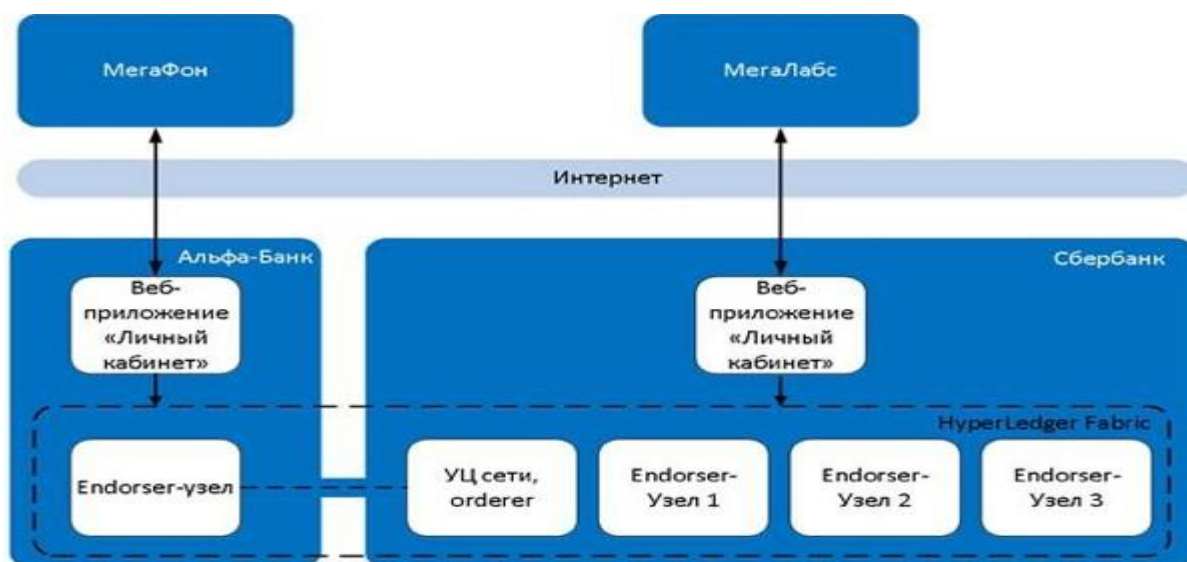 МегаФон
МегаЛабс
Интернет
Альфа-Банк
Сбербанк
Веб-
приложение
«Личный
кабинет»
Веб-
приложение
«Личный
кабинет»
HyperLedger Fabric
Endorser-узел
УЦ сети,
orderer
Endorser-
Узел 1
Endorser-
Узел 2
Endorser-
Узел 3